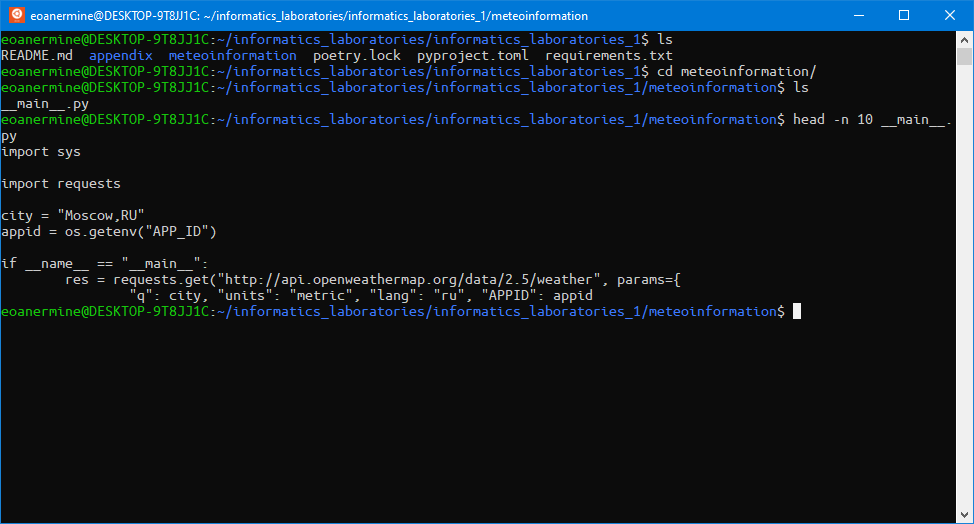 eoanermine@DESKTOP-9T8JJ1C: ~/informatics_laboratories/informatics_laboratories_1/meteoinformation
eoanermine@DESKTOP-9T8JJ1C:~/informatics_laboratories/informatics_laboratories_1$ ls
README.md  appendix  meteoinformation  poetry.lock  pyproject.toml  requirements.txt
eoanermine@DESKTOP-9T8JJ1C:~/informatics_laboratories/informatics_laboratories_1$ cd meteoinformation/
eoanermine@DESKTOP-9T8JJ1C:~/informatics_laboratories/informatics_laboratories_1/meteoinformation$ ls
__main__.py
eoanermine@DESKTOP-9T8JJ1C:~/informatics_laboratories/informatics_laboratories_1/meteoinformation$ head -n 10 __main__.
py
import sys

import requests

city = "Moscow,RU"
appid = os.getenv("APP_ID")

if __name__ == "__main__":
        res = requests.get("http://api.openweathermap.org/data/2.5/weather", params={
                "q": city, "units": "metric", "lang": "ru", "APPID": appid
eoanermine@DESKTOP-9T8JJ1C:~/informatics_laboratories/informatics_laboratories_1/meteoinformation$